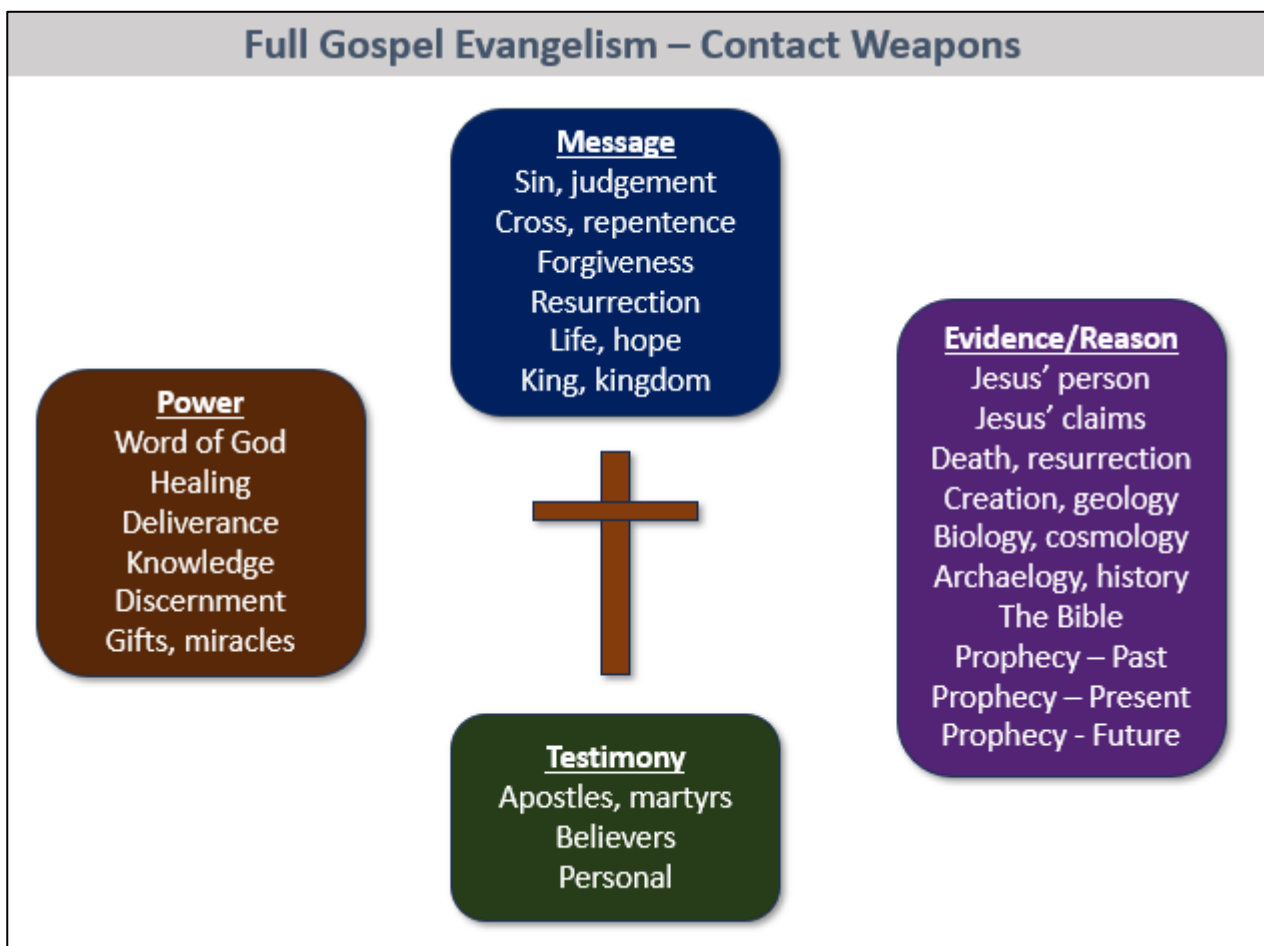 Full Gospel Evangelism – Contact Weapons
Message
Sin, judgement
Cross, repentence
Forgiveness
Resurrection
Life, hope
King, kingdom
Power
Word of God
Healing
Deliverance
Knowledge
Discernment
Gifts, miracles
Evidence/Reason
Jesus’ person
Jesus’ claims
Death, resurrection
Creation, geology
Biology, cosmology
Archaelogy, history
The Bible
Prophecy – Past
Prophecy – Present
Prophecy - Future
Testimony
Apostles, martyrs
Believers
Personal